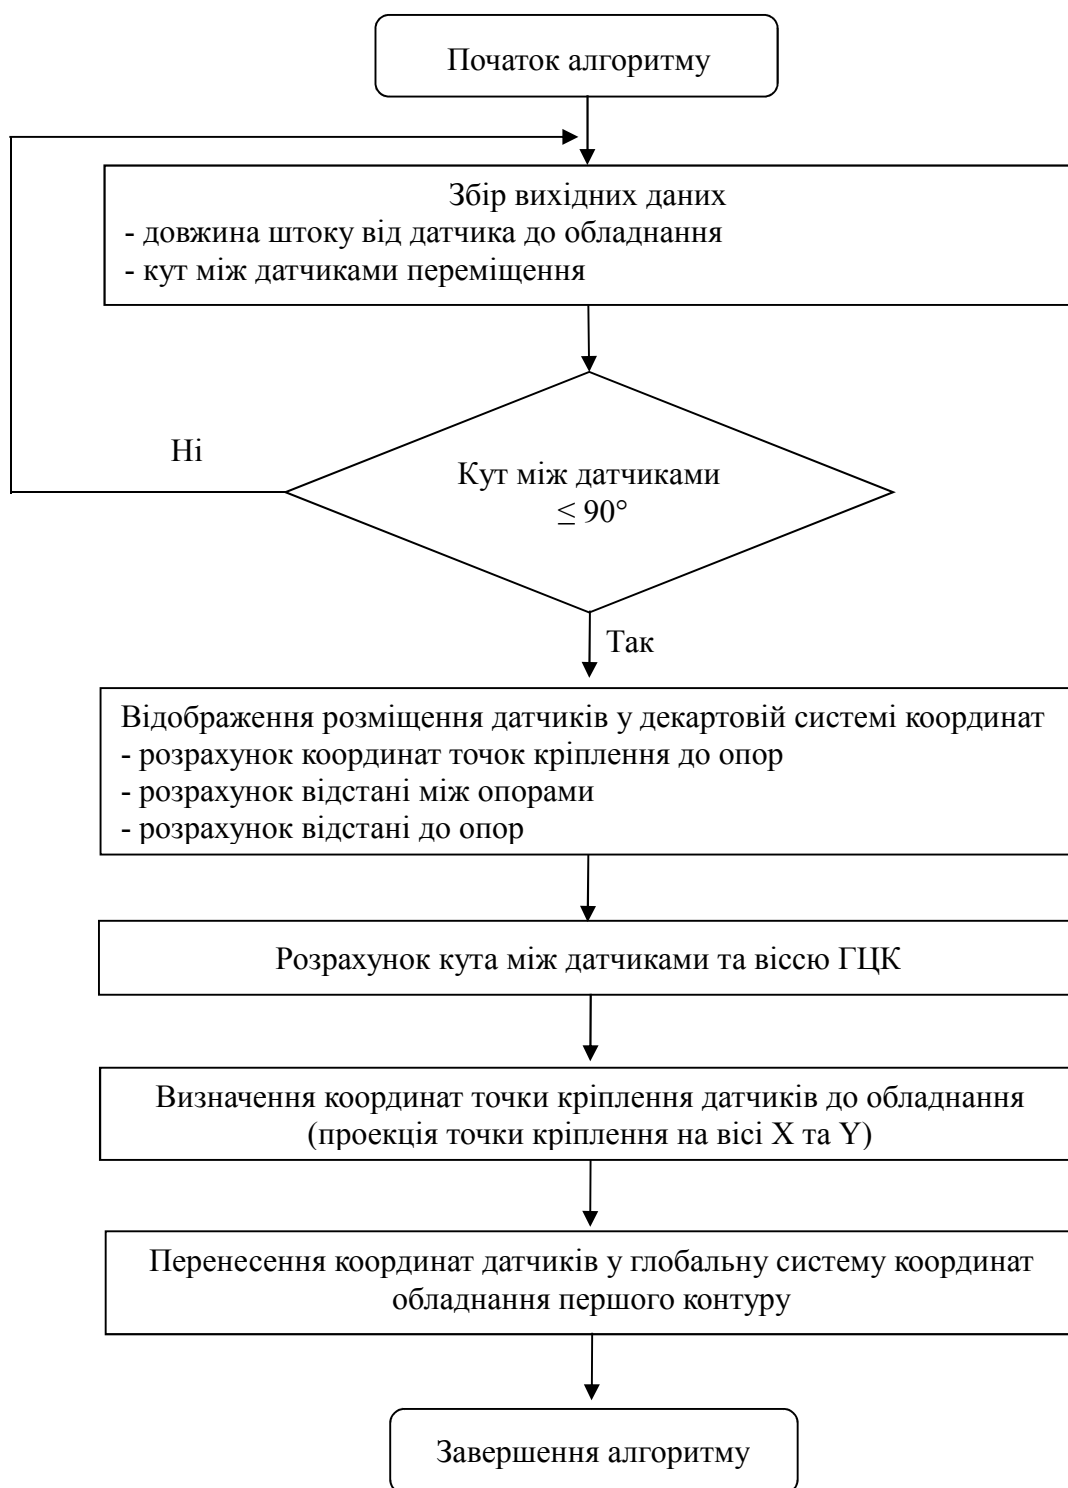 Початок алгоритму
Збір вихідних даних
- довжина штоку від датчика до обладнання
- кут між датчиками переміщення
Ні
Кут між датчиками
≤ 90°
Так
Відображення розміщення датчиків у декартовій системі координат
- розрахунок координат точок кріплення до опор
- розрахунок відстані між опорами
- розрахунок відстані до опор
Розрахунок кута між датчиками та віссю ГЦК
Визначення координат точки кріплення датчиків до обладнання
(проекція точки кріплення на вісі X та Y)
Перенесення координат датчиків у глобальну систему координат
обладнання першого контуру
Завершення алгоритму